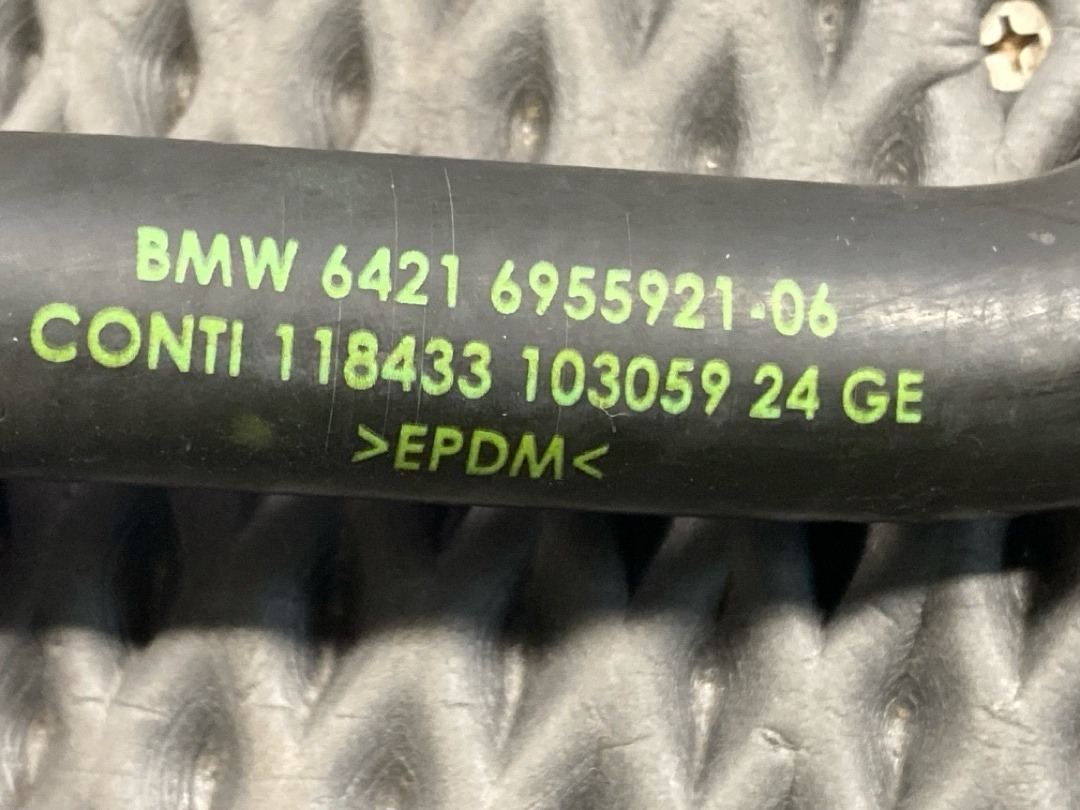 BMW 6421 6955921-06
CONTI 118433 103059 24 GE
>EPDM<